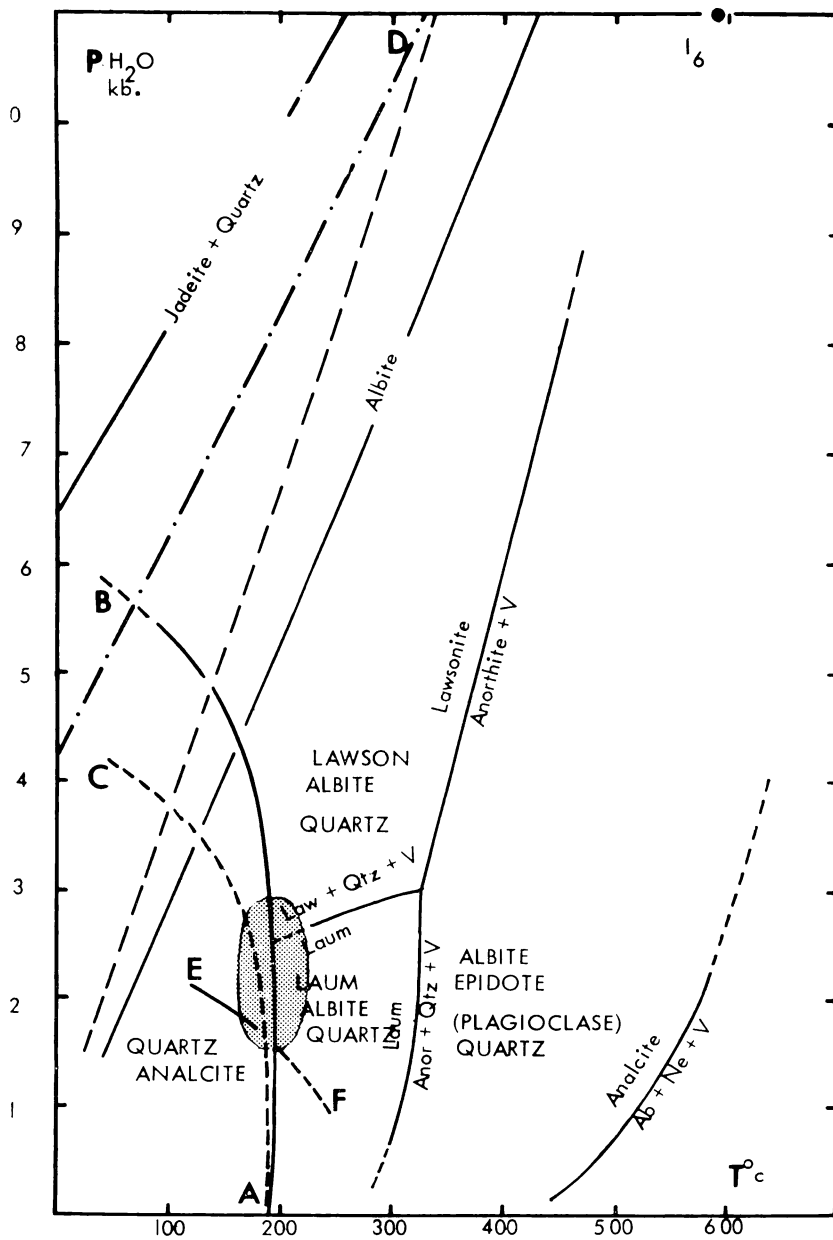 P H2O
kb.
D
I6
0
9
8
7
6
5
4
3
2
1
Jadeite + Quartz
Albite
B
C
Lawsonite
Anorthite + V
LAWSON
ALBITE
QUARTZ
Law + Qtz + V
Laum
E
LAUM
ALBITE
QUARTZ
Laum
Anor + Qtz + V
ALBITE
EPIDOTE
(PLAGIOCLASE)
QUARTZ
QUARTZ
ANALCITE
F
Analcite
Ab + Ne + V
A
T°c
100 200 300 400 500 600